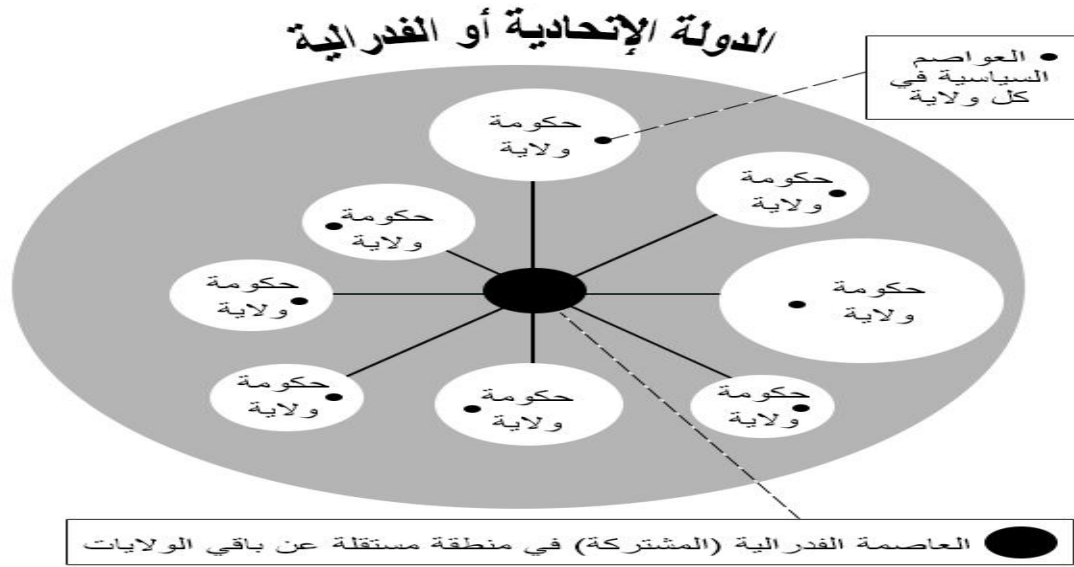 الدولة الإتحادية أو الفدرالية
العواصم
السياسية في
كل ولاية
حكومة
ولاية
حكومة
ولاية
حكومة
ولاية
حكومة
ولاية
حكومة
ولاية
حكومة
ولاية
حكومة
ولاية
حكومة
ولاية
العاصمة الفدرالية (المشتركة) في منطقة مستقلة عن باقي الولايات